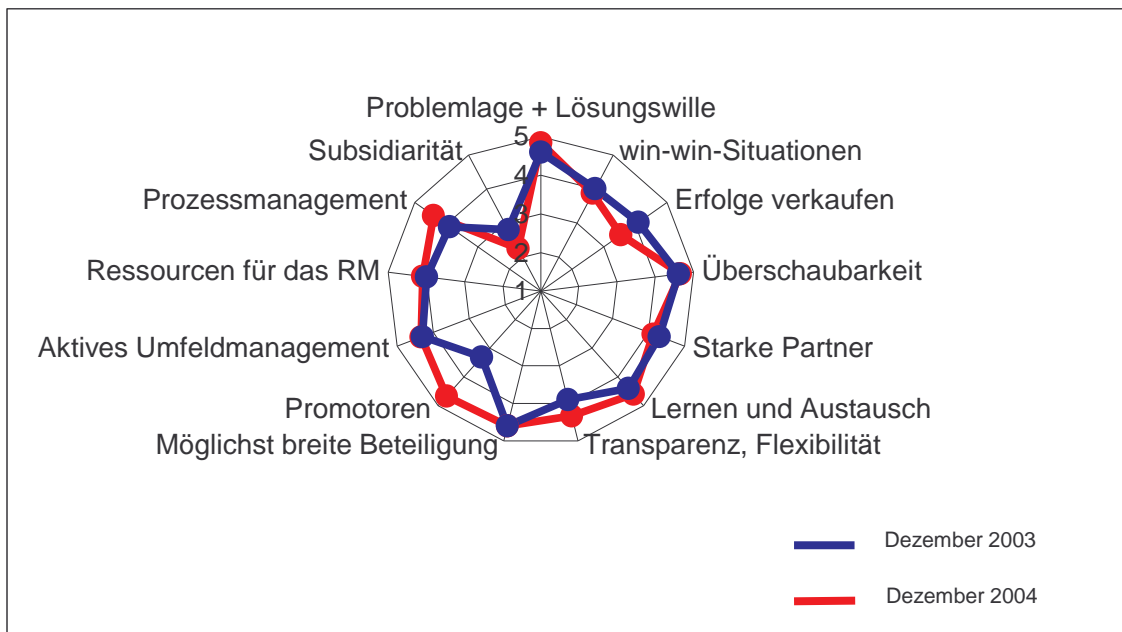 Problemlage + Lösungswille
win-win-Situationen
Erfolge verkaufen
Überschaubarkeit
Starke Partner
Lernen und Austausch
Transparenz, Flexibilität
Möglichst breite Beteiligung
Promotoren
Aktives Umfeldmanagement
Ressourcen für das RM
Prozessmanagement
Subsidiarität
5
4
3
2
1
Dezember 2003
Dezember 2004